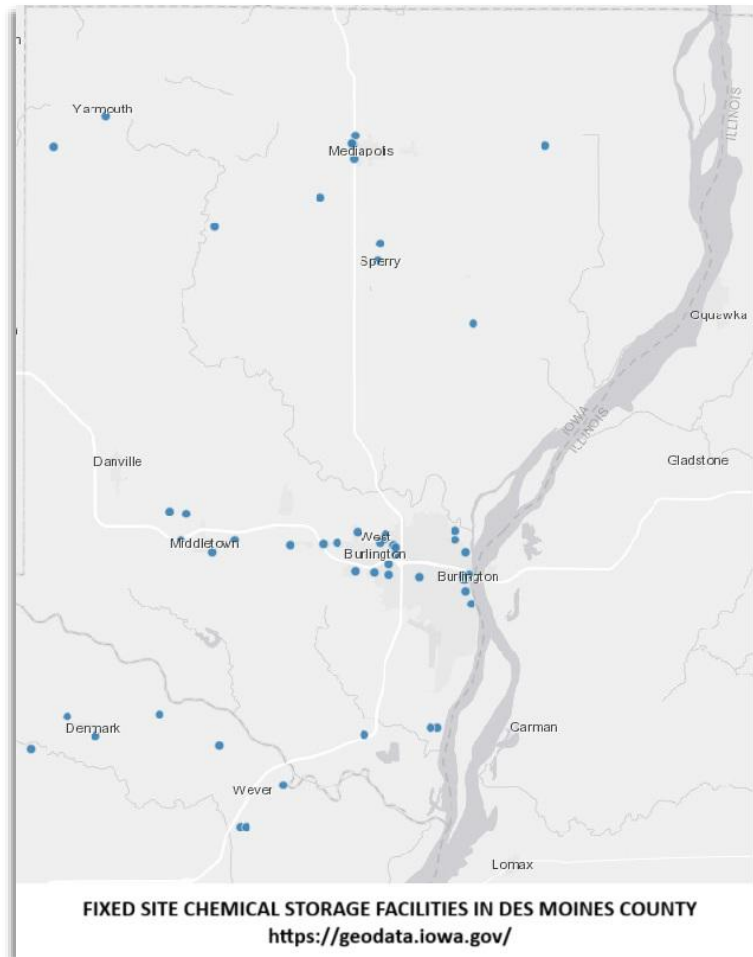 Yarmouth
Mediapolis
Sperry
ILLINOIS
Oquawka
IOWA
ILLINOIS
Danville
Gladstone
Middletown
West
Burlington
Burlington
Denmark
Carman
Wever
Lomax
FIXED SITE CHEMICAL STORAGE FACILITIES IN DES MOINES COUNTY
https://geodata.iowa.gov/